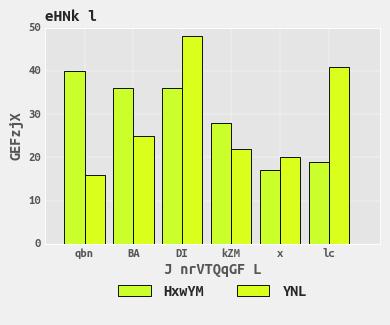 eHNk l
50
40
30
20
10
0
GEFzjX
qbn BA DI kZM x lc
J nrVTQqGF L
HxwYM YNL